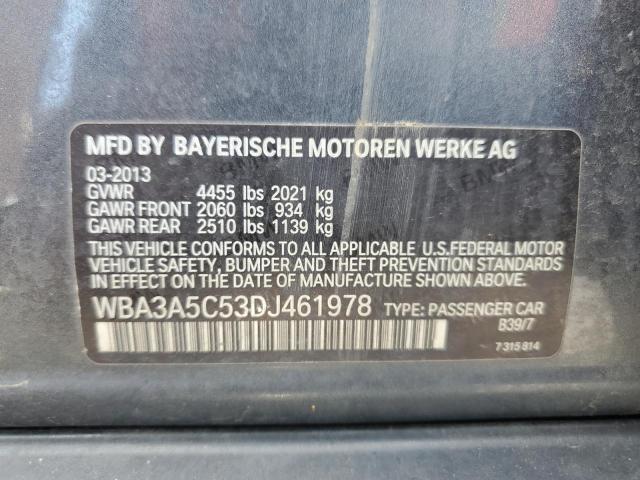 MFD BY BAYERISCHE MOTOREN WERKE AG
03-2013
GVWR 4455 lbs 2021 kg
GAWR FRONT 2060 lbs 934 kg
GAWR REAR 2510 lbs 1139 kg
THIS VEHICLE CONFORMS TO ALL APPLICABLE U.S.FEDERAL MOTOR
VEHICLE SAFETY, BUMPER, AND THEFT PREVENTION
STANDARDS IN EFFECT ON THE DATE OF MANUFACTURE SHOWN ABOVE.
WBA3A5C53DJ461978 TYPE: PASSENGER CAR
B39/7
7 315 814